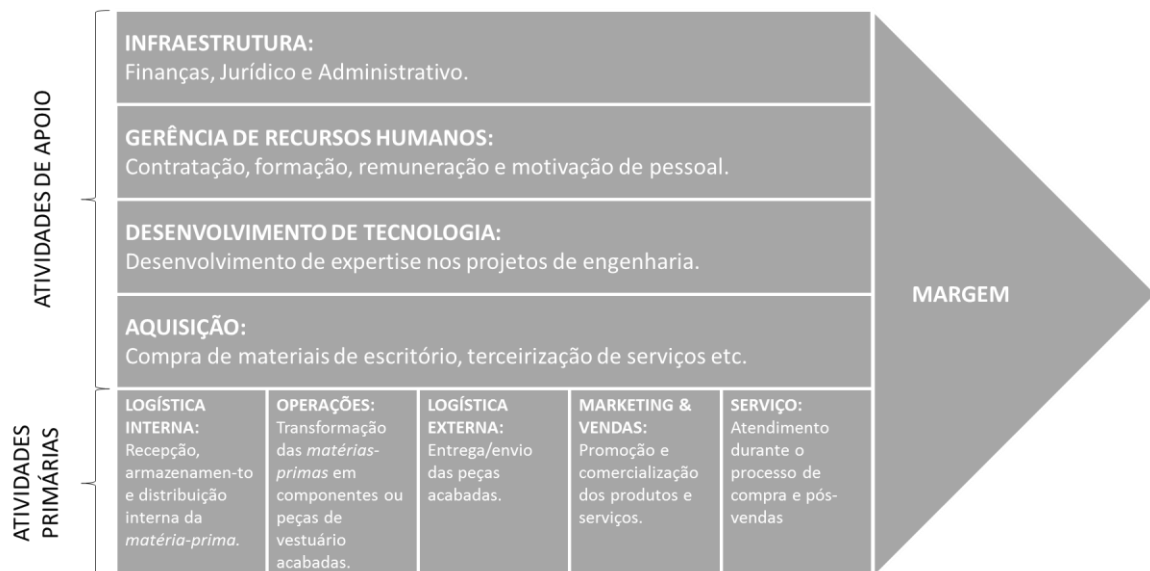 ATIVIDADES DE APOIO
INFRAESTRUTURA:
Finanças, Jurídico e Administrativo.
GERÊNCIA DE RECURSOS HUMANOS:
Contratação, formação, remuneração e motivação de pessoal.
DESENVOLVIMENTO DE TECNOLOGIA:
Desenvolvimento de expertise nos projetos de engenharia.
AQUISIÇÃO:
Compra de materiais de escritório, terceirização de serviços etc.
MARGEM
ATIVIDADES
PRIMÁRIAS
LOGÍSTICA
INTERNA:
Recepção,
armazenamen-to
e distribuição
interna da
matéria-prima.
OPERAÇÕES:
Transformação
das matérias-
primas em
componentes ou
peças de
vestuário
acabadas.
LOGÍSTICA
EXTERNA:
Entrega/envio
das peças
acabadas.
MARKETING &
VENDAS:
Promoção e
comercialização
dos produtos e
serviços.
SERVIÇO:
Atendimento
durante o
processo de
compra e pós-
vendas